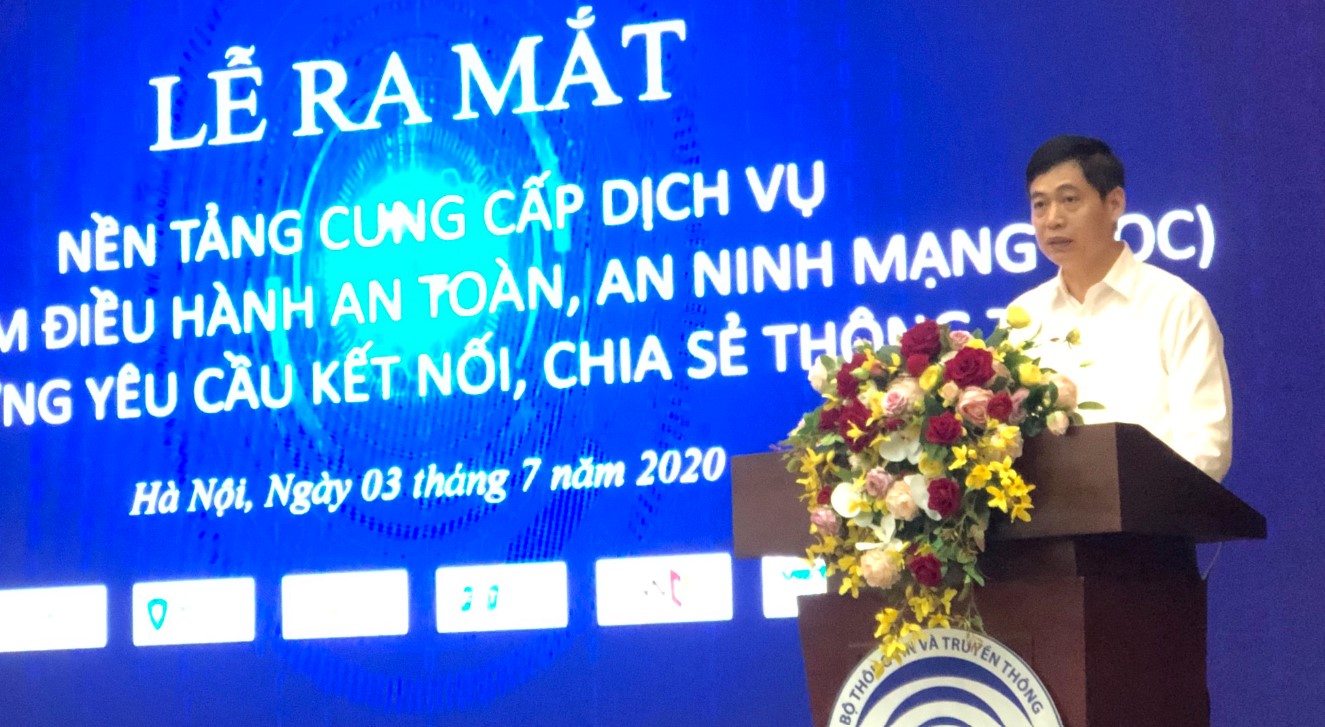 LỄ RA MẮT
NỀN TẢNG CUNG CẤP DỊCH VỤ
ĐIỀU HÀNH AN TOÀN, AN NINH MẠNG
YÊU CẦU KẾT NỐI, CHIA SẺ THÔNG
Hà Nội, Ngày 03 tháng 7 năm 2020
BỘ THÔNG TIN VÀ TRUYỀN THÔNG